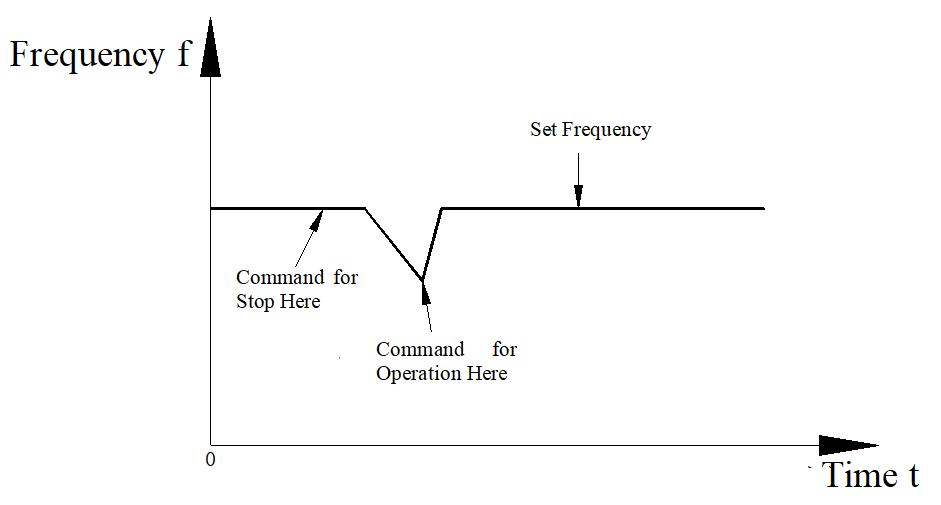 Frequency f
Set Frequency
Command for
Stop Here
Command for
Operation Here
0
Time t